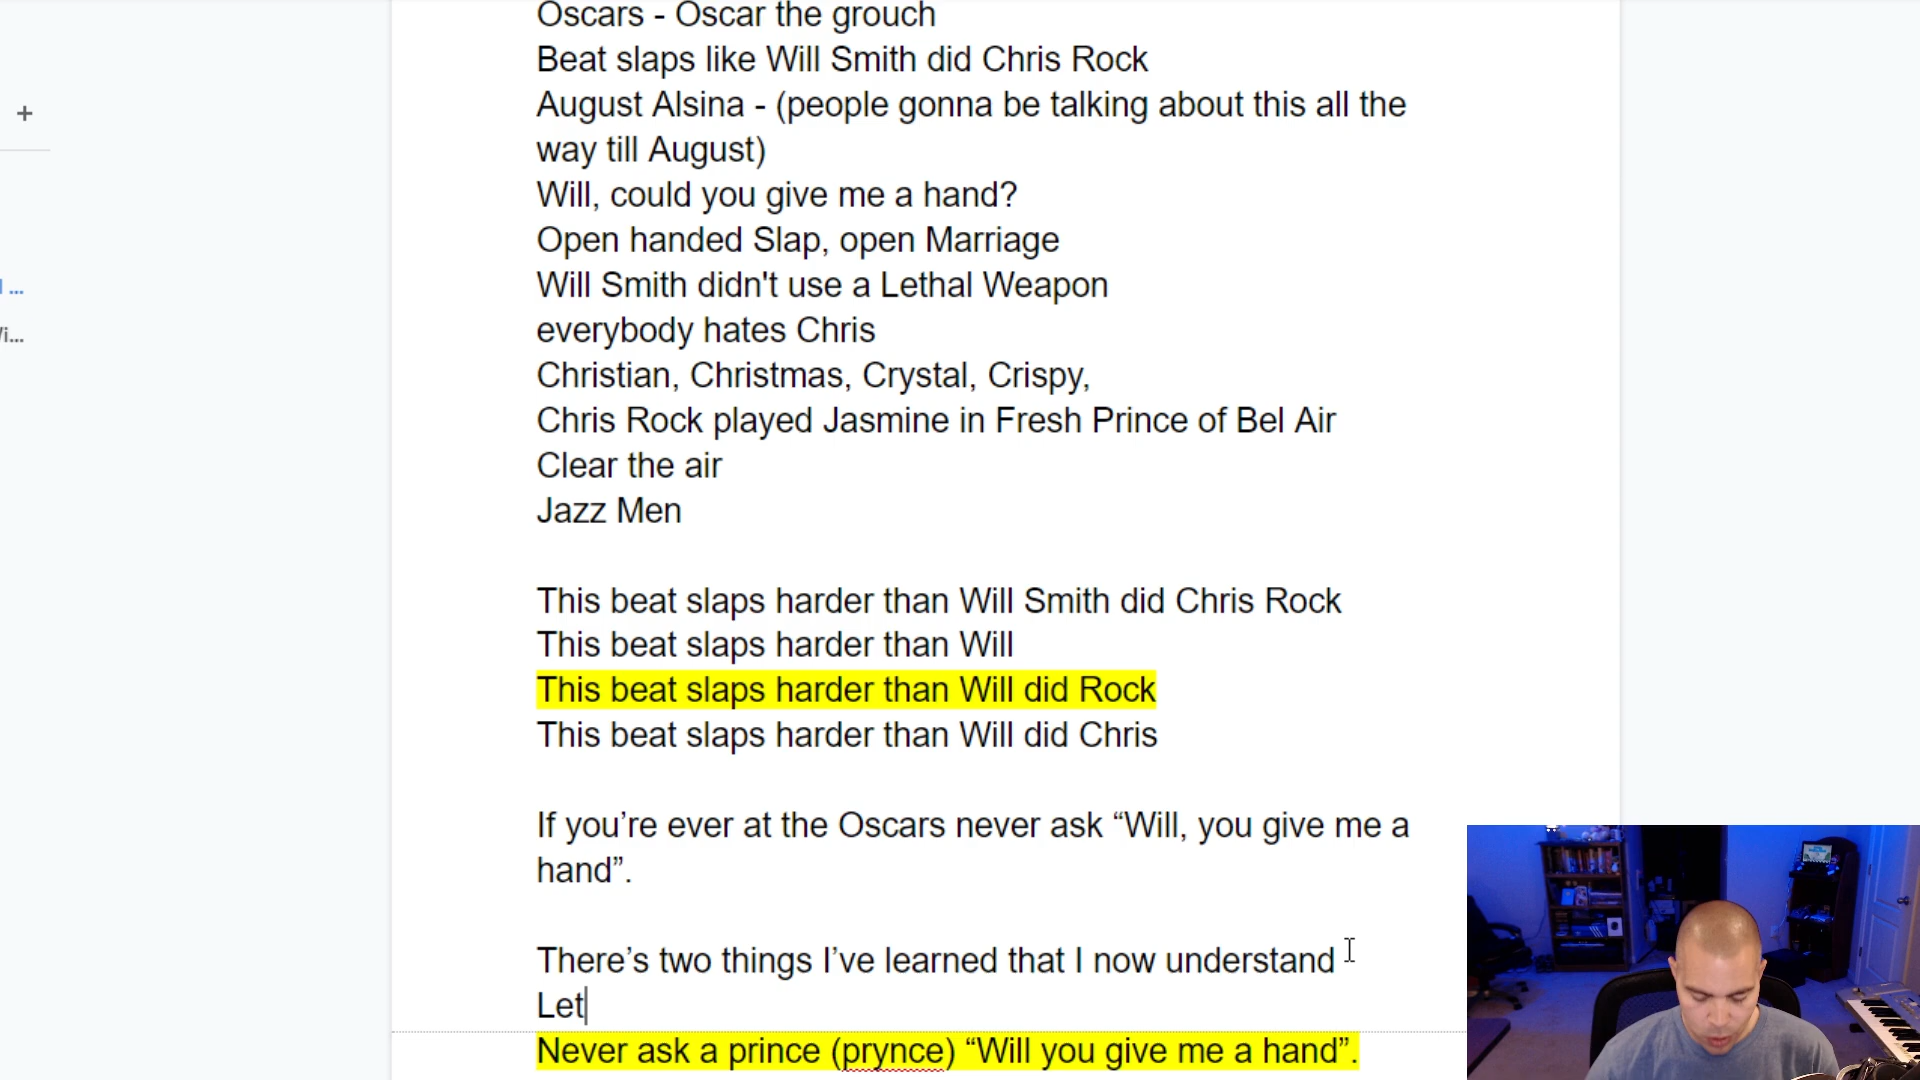 Oscars - Oscar the grouch
Beat slaps like Will Smith did Chris Rock
August Alsina - (people gonna be talking about this all the
way till August)
Will, could you give me a hand?
Open handed Slap, open Marriage
Will Smith didn't use a Lethal Weapon
everybody hates Chris
Christian, Christmas, Crystal, Crispy,
Chris Rock played Jasmine in Fresh Prince of Bel Air
Clear the air
Jazz Men
This beat slaps harder than Will Smith did Chris Rock
This beat slaps harder than Will
This beat slaps harder than Will did Rock
This beat slaps harder than Will did Chris
If you’re ever at the Oscars never ask “Will, you give me a
hand”.
There’s two things I’ve learned that I now understand
Let
Never ask a prince (prynce) “Will you give me a hand”.